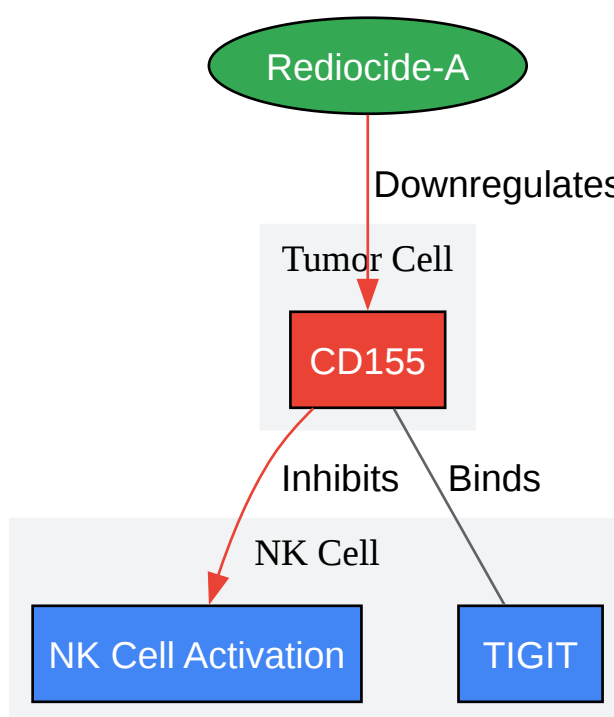 Rediocide-A
Downregulates
Tumor Cell
CD155
Inhibits
Binds
NK Cell
NK Cell Activation
TIGIT